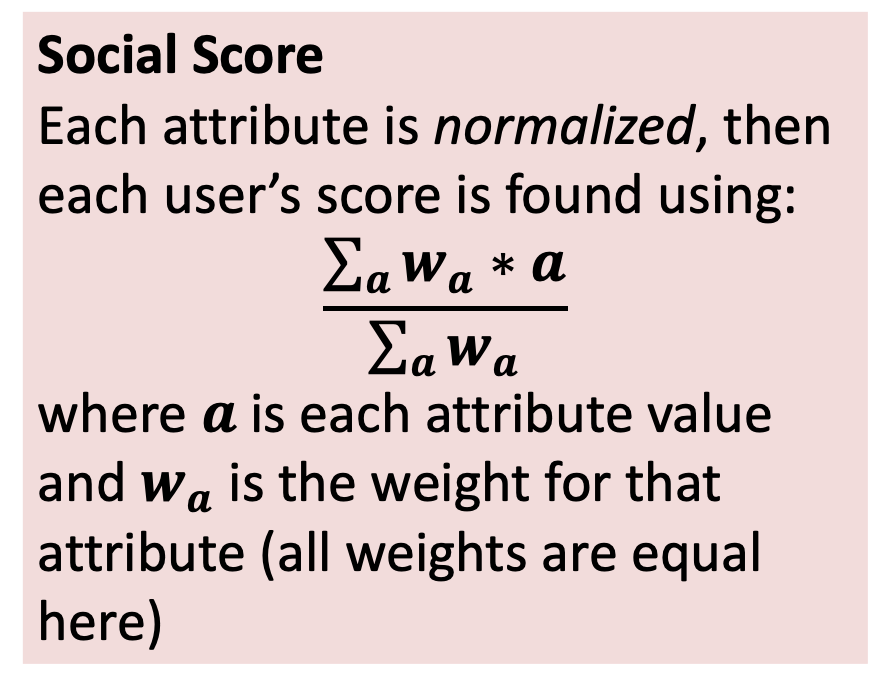 Social Score
Each attribute is normalized, then
each user’s score is found using:
∑ₐ wₐ * a
∑ₐ wₐ
where a is each attribute value
and wₐ is the weight for that
attribute (all weights are equal
here)